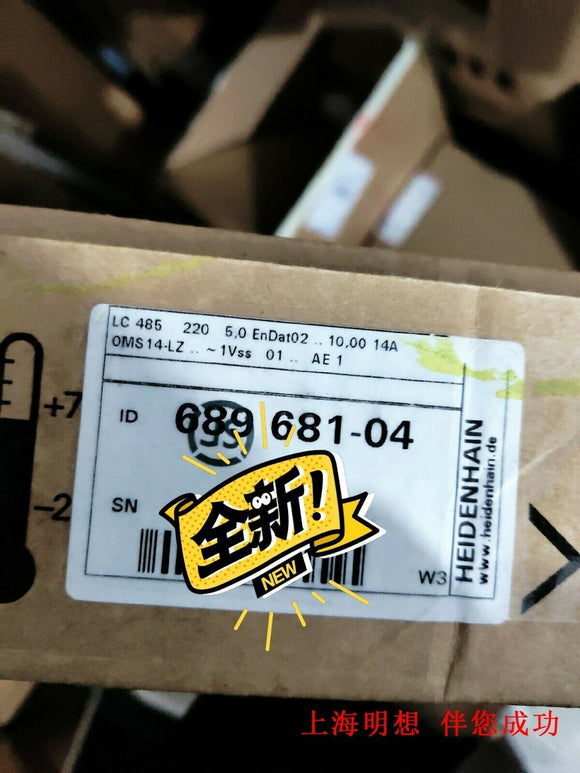 LC 485 220 5,0 EnDat02 .. 10,00 14A
OMS14-LZ .. ~1Vss 01 .. AE 1
ID 689 681-04
+7
-2
SN
全新!
NEW
W3
HEIDENHAIN
www.heidenhain.de
上海明想 伴您成功